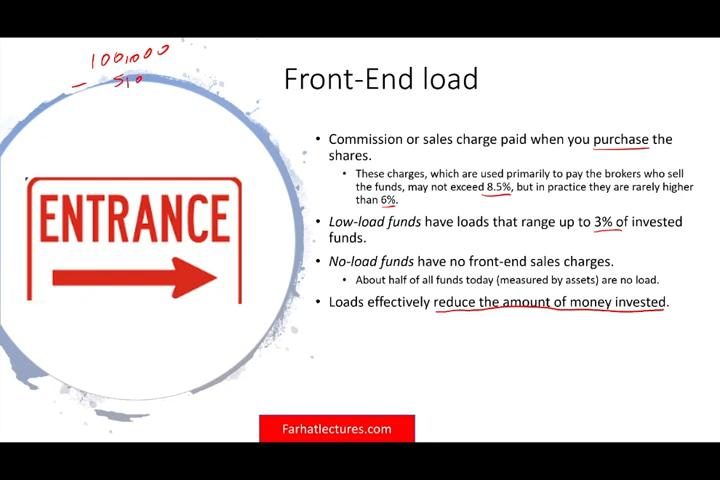 100,000
- 510
Front-End load
ENTRANCE
• Commission or sales charge paid when you purchase the
shares.
• These charges, which are used primarily to pay the brokers who sell
the funds, may not exceed 8.5%, but in practice they are rarely higher
than 6%.
• Low-load funds have loads that range up to 3% of invested
funds.
• No-load funds have no front-end sales charges.
• About half of all funds today (measured by assets) are no load.
• Loads effectively reduce the amount of money invested.
Farhatlectures.com